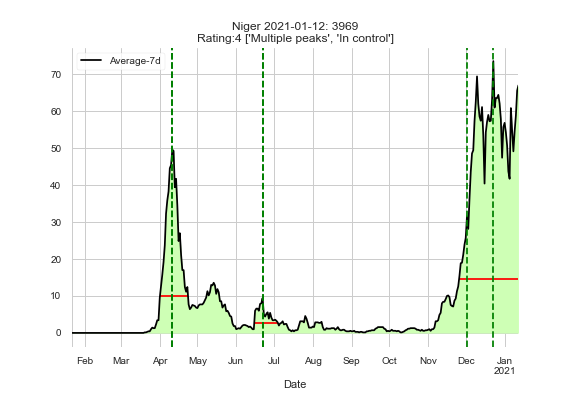 Niger 2021-01-12: 3969
Rating:4 ['Multiple peaks', 'In control']
Average-7d
70
60
50
40
30
20
10
0
Feb Mar Apr May Jun Jul Aug Sep Oct Nov Dec Jan
2021
Date